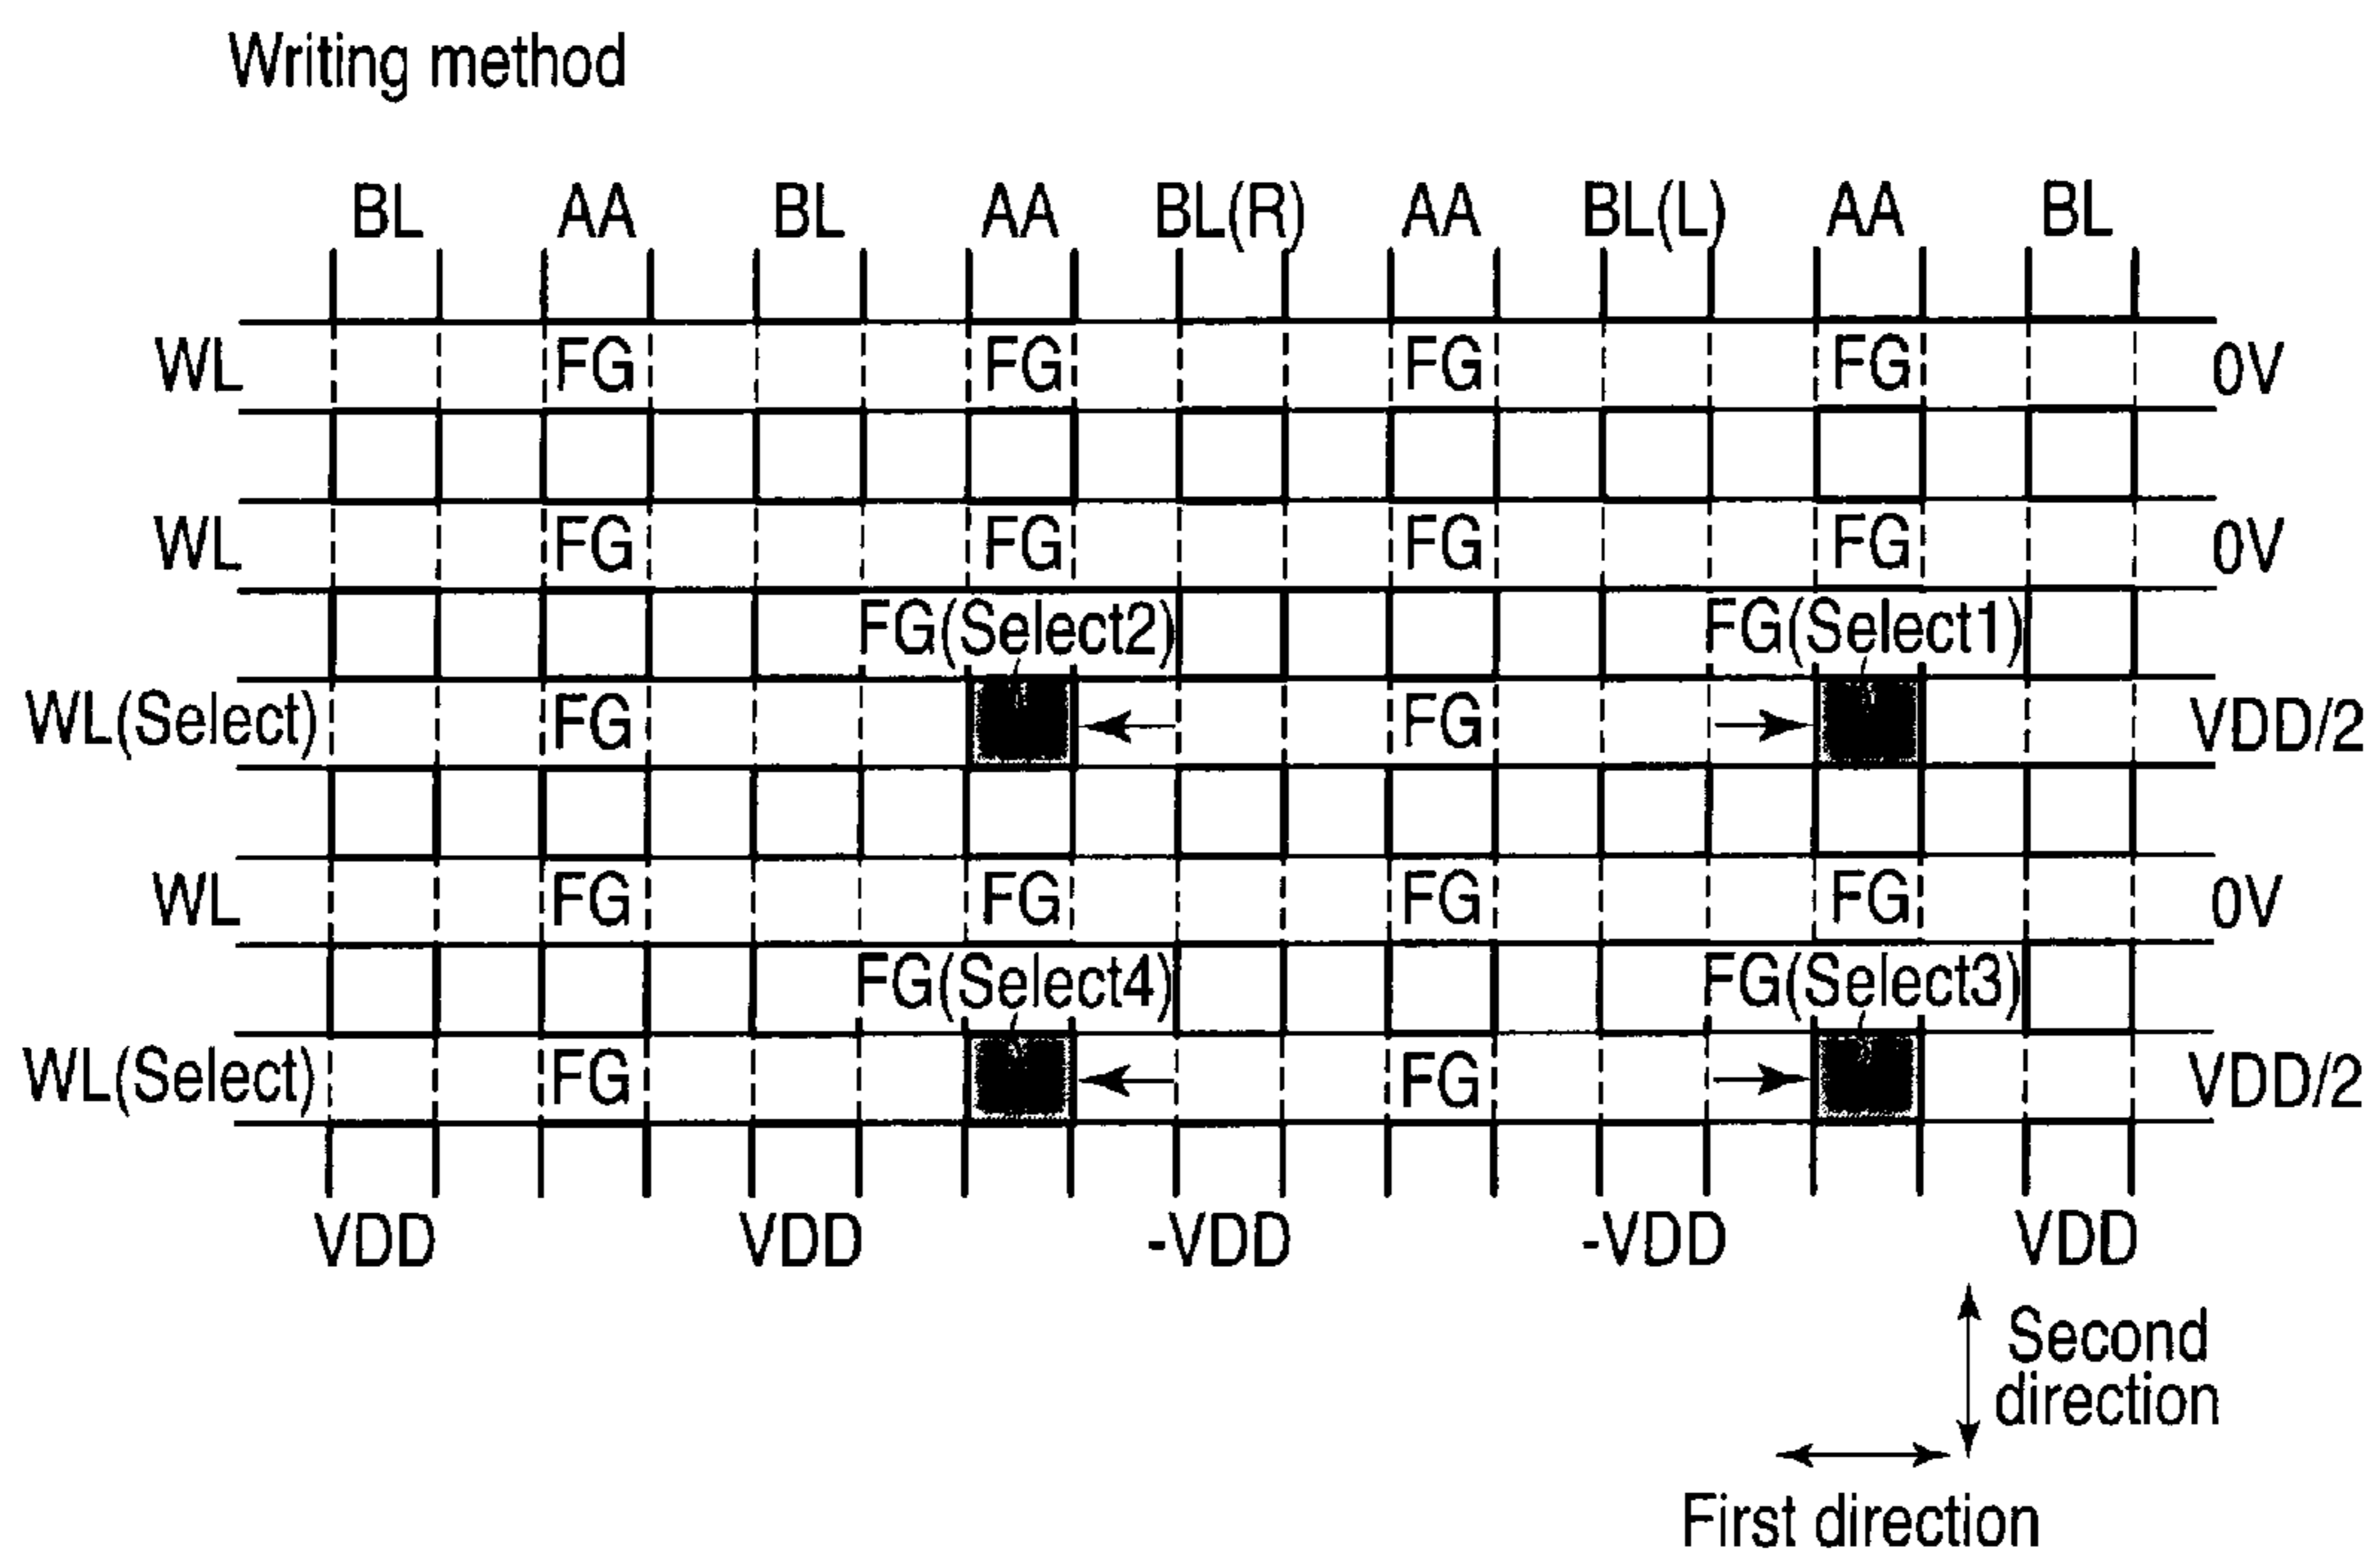 Writing method
BL AA BL AA BL(R) AA BL(L) AA BL
WL FG FG FG FG 0V
WL FG FG FG FG 0V
FG(Select2) FG(Select1)
WL(Select) FG FG VDD/2
WL FG FG FG FG 0V
FG(Select4) FG(Select3)
WL(Select) FG FG VDD/2
VDD VDD -VDD -VDD VDD
Second
direction
First direction